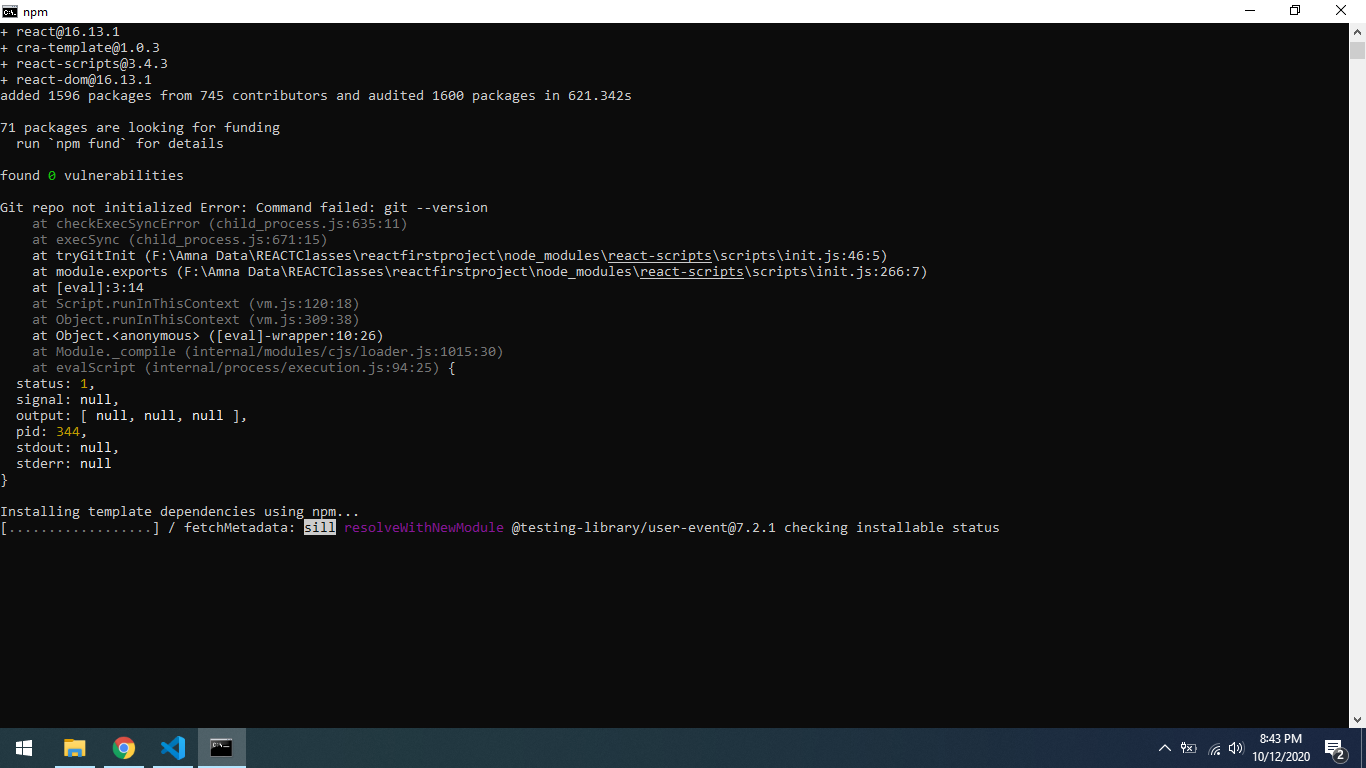 npm
+ react@16.13.1
+ cra-template@1.0.3
+ react-scripts@3.4.3
+ react-dom@16.13.1
added 1596 packages from 745 contributors and audited 1600 packages in 621.342s
71 packages are looking for funding
run `npm fund` for details
found 0 vulnerabilities
Git repo not initialized Error: Command failed: git --version
at checkExecSyncError (child_process.js:635:11)
at execSync (child_process.js:671:15)
at tryGitInit (F:\Amna Data\REACTClasses\reactfirstproject\node_modules\react-scripts\scripts\init.js:46:5)
at module.exports (F:\Amna Data\REACTClasses\reactfirstproject\node_modules\react-scripts\scripts\init.js:266:7)
at [eval]:3:14
at Script.runInThisContext (vm.js:120:18)
at Object.runInThisContext (vm.js:309:38)
at Object.<anonymous> ([eval]-wrapper:10:26)
at Module._compile (internal/modules/cjs/loader.js:1015:30)
at evalScript (internal/process/execution.js:94:25) {
status: 1,
signal: null,
output: [ null, null, null ],
pid: 344,
stdout: null,
stderr: null
}
Installing template dependencies using npm...
[..................] / fetchMetadata: sill resolveWithNewModule @testing-library/user-event@7.2.1 checking installable status
8:43 PM
10/12/2020
2